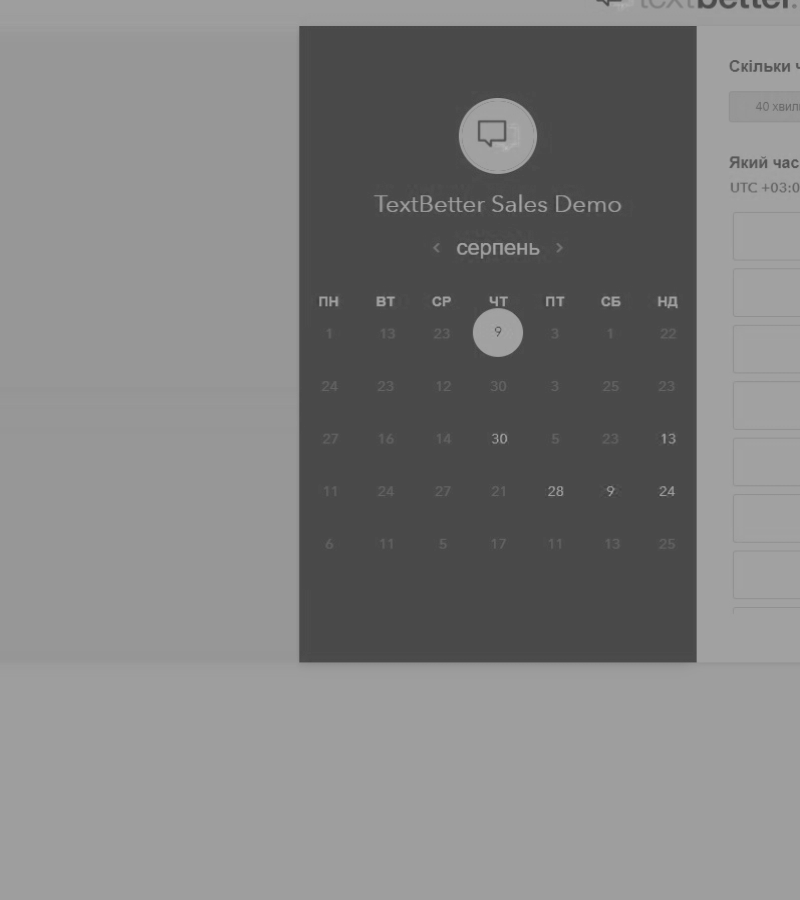 textbetter.
TextBetter Sales Demo
‹ серпень ›
ПН ВТ СР ЧТ ПТ СБ НД
1 13 23 9 3 1 22
24 23 12 30 3 25 23
27 16 14 30 5 23 13
11 24 27 21 28 9 24
6 11 5 17 11 13 25
Скільки ч
40 хвил
Який час
UTC +03:0